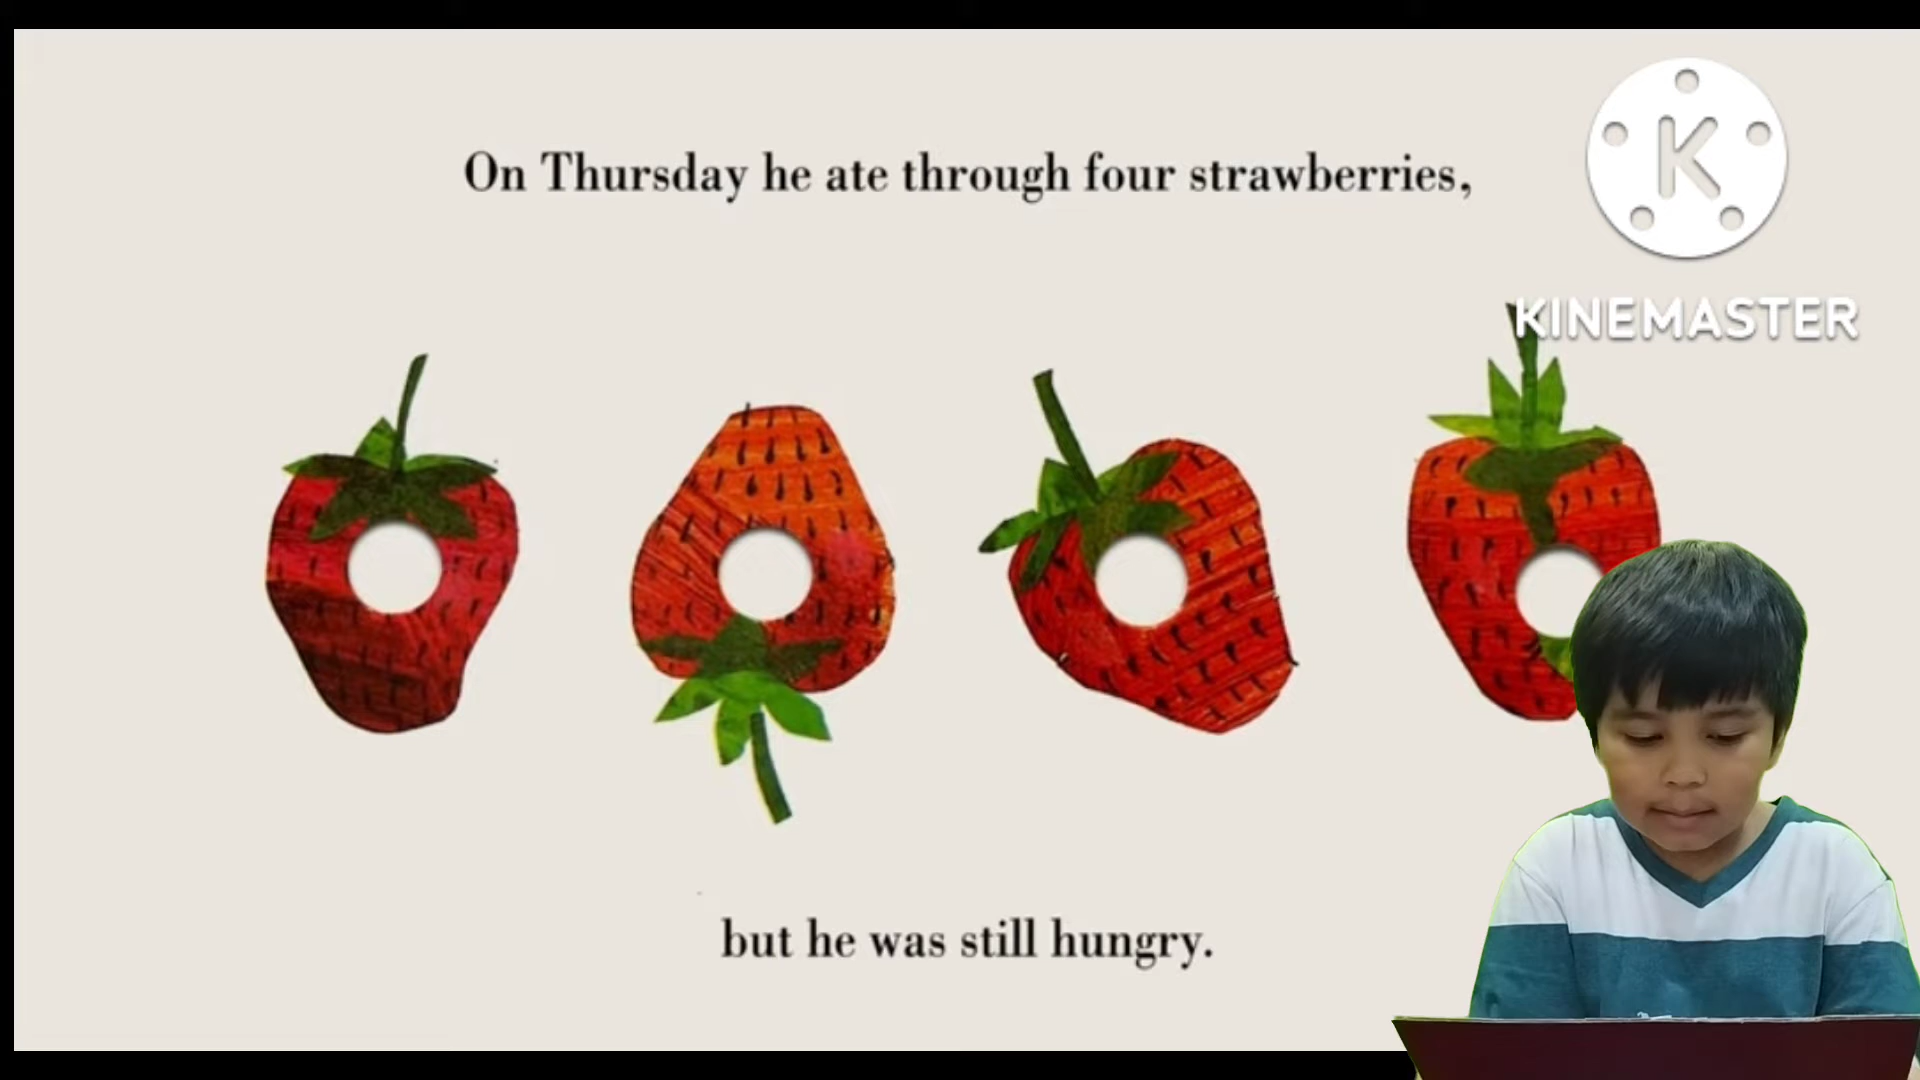 On Thursday he ate through four strawberries,
K
KINEMASTER
but he was still hungry.